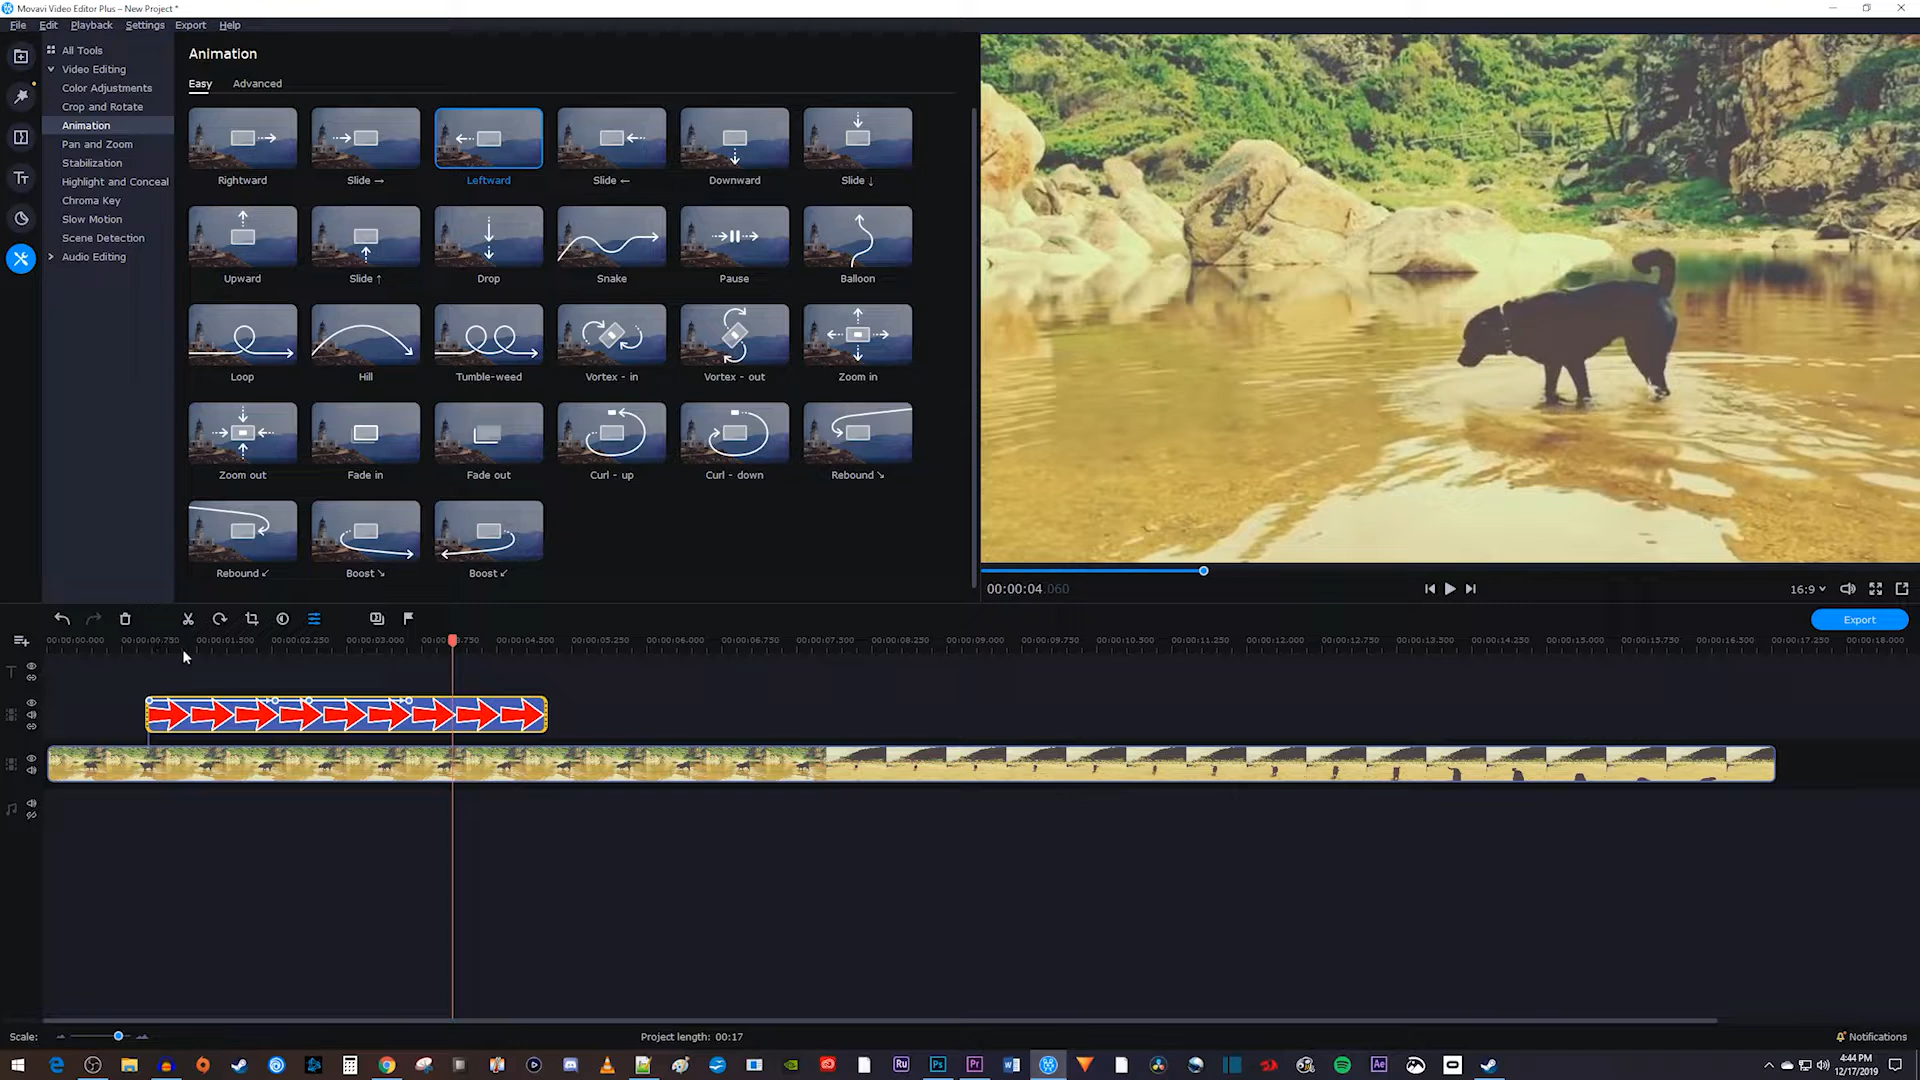 Movavi Video Editor Plus – New Project *
File Edit Playback Settings Export Help
All Tools
Video Editing
Color Adjustments
Crop and Rotate
Animation
Pan and Zoom
Stabilization
Highlight and Conceal
Chroma Key
Slow Motion
Scene Detection
Audio Editing
Animation
Easy Advanced
Rightward Slide → Leftward Slide ← Downward Slide ↓
Upward Slide ↑ Drop Snake Pause Balloon
Loop Hill Tumble-weed Vortex - in Vortex - out Zoom in
Zoom out Fade in Fade out Curl - up Curl - down Rebound ↘
Rebound ↙ Boost ↘ Boost ↙
00:00:04.060
16:9
Export
00:00:00.000 00:00:01.500 00:00:02.250 00:00:03.000 00:00:04.500 00:00:05.250 00:00:06.000 00:00:06.750 00:00:07.500 00:00:08.250 00:00:09.000 00:00:09.750 00:00:10.500 00:00:11.250 00:00:12.000 00:00:12.750 00:00:13.500 00:00:14.250 00:00:15.000 00:00:15.750 00:00:16.500 00:00:17.250 00:00:18.000
Scale:
Project length: 00:17
Notifications
Ru Ps Pr Ae
4:44 PM
12/17/2019